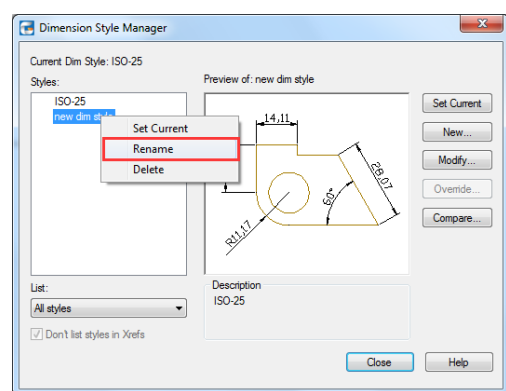 Dimension Style Manager
Current Dim Style: ISO-25
Styles:
Preview of: new dim style
ISO-25
new dim style
Set Current
Rename
Delete
14,11
28,07
60°
R11,17
Set Current
New...
Modify...
Override...
Compare...
List:
All styles
Don't list styles in Xrefs
Description
ISO-25
Close
Help